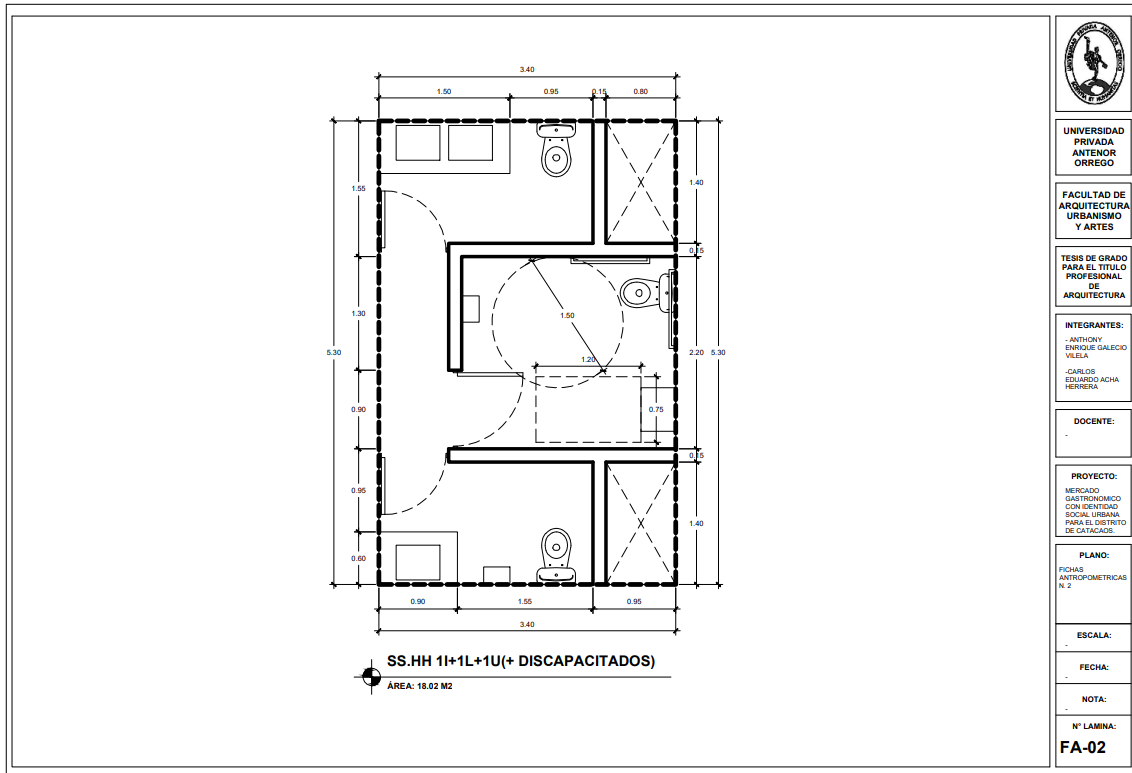 3.40
1.50
0.95
0.15
0.80
1.55
1.40
0.15
1.30
1.50
5.30
2.20
5.30
1.20
0.90
0.75
0.15
0.95
1.40
0.60
0.90
1.55
0.95
3.40
SS.HH 1I+1L+1U(+ DISCAPACITADOS)
ÁREA: 18.02 M2
UNIVERSIDAD PRIVADA ANTENOR ORREGO
UNIVERSIDAD
PRIVADA
ANTENOR
ORREGO
FACULTAD DE
ARQUITECTURA
URBANISMO
Y ARTES
TESIS DE GRADO
PARA EL TITULO
PROFESIONAL
DE
ARQUITECTURA
INTEGRANTES:
- ANTHONY
ENRIQUE GALECIO
VILELA
-CARLOS
EDUARDO ACHA
HERRERA
DOCENTE:
-
PROYECTO:
MERCADO
GASTRONOMICO
CON IDENTIDAD
SOCIAL URBANA
PARA EL DISTRITO
DE CATACAOS.
PLANO:
FICHAS
ANTROPOMETRICAS
N. 2
ESCALA:
-
FECHA:
-
NOTA:
-
N° LAMINA:
FA-02